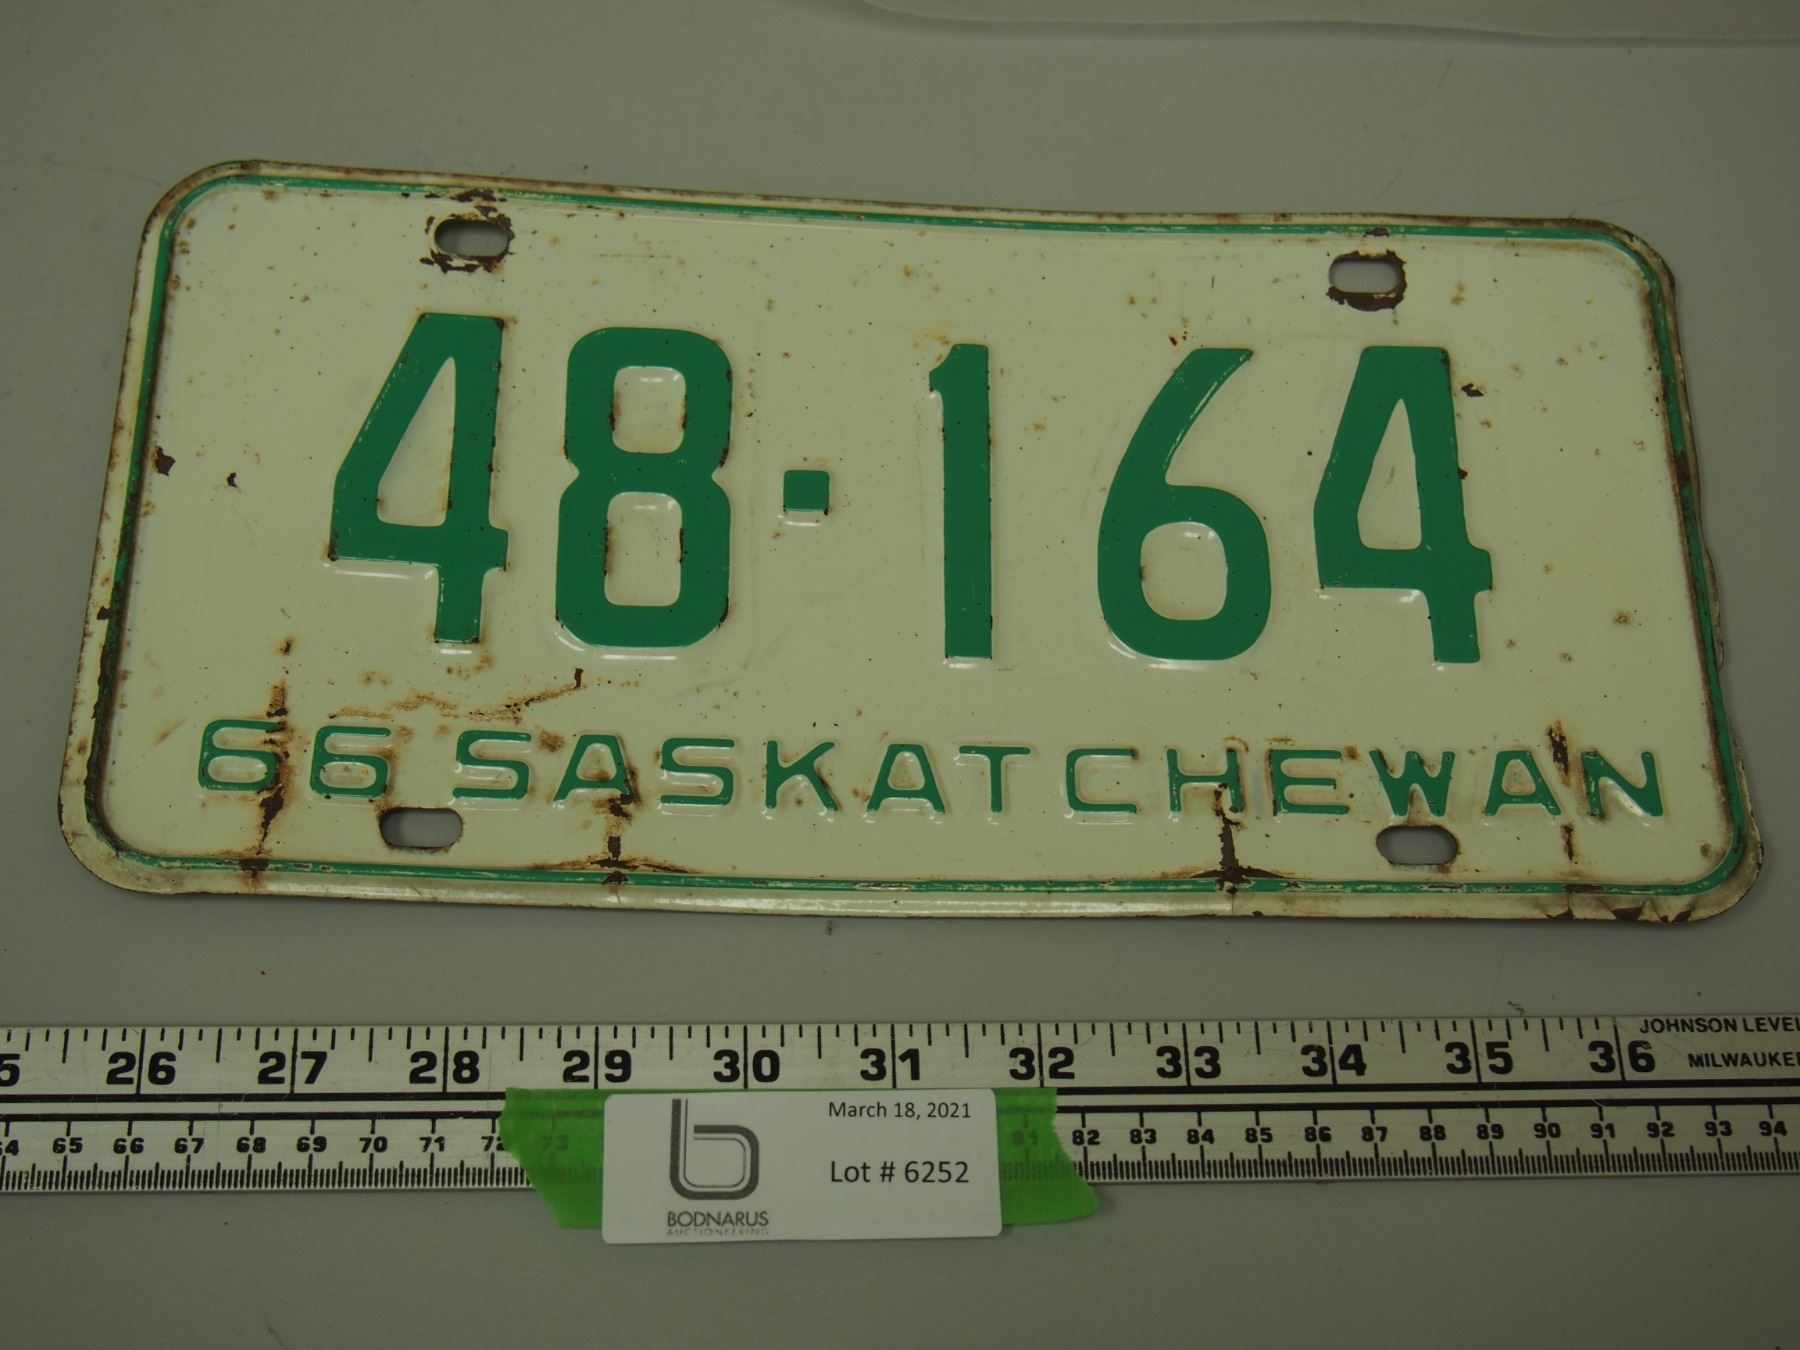 48·164
66 SASKATCHEWAN
26 27 28 29 30 31 32 33 34 35 36
JOHNSON LEVEL
MILWAUKEE
64 65 66 67 68 69 70 71 72 73 81 82 83 84 85 86 87 88 89 90 91 92 93 94
March 18, 2021
Lot # 6252
BODNARUS
AUCTIONEERING